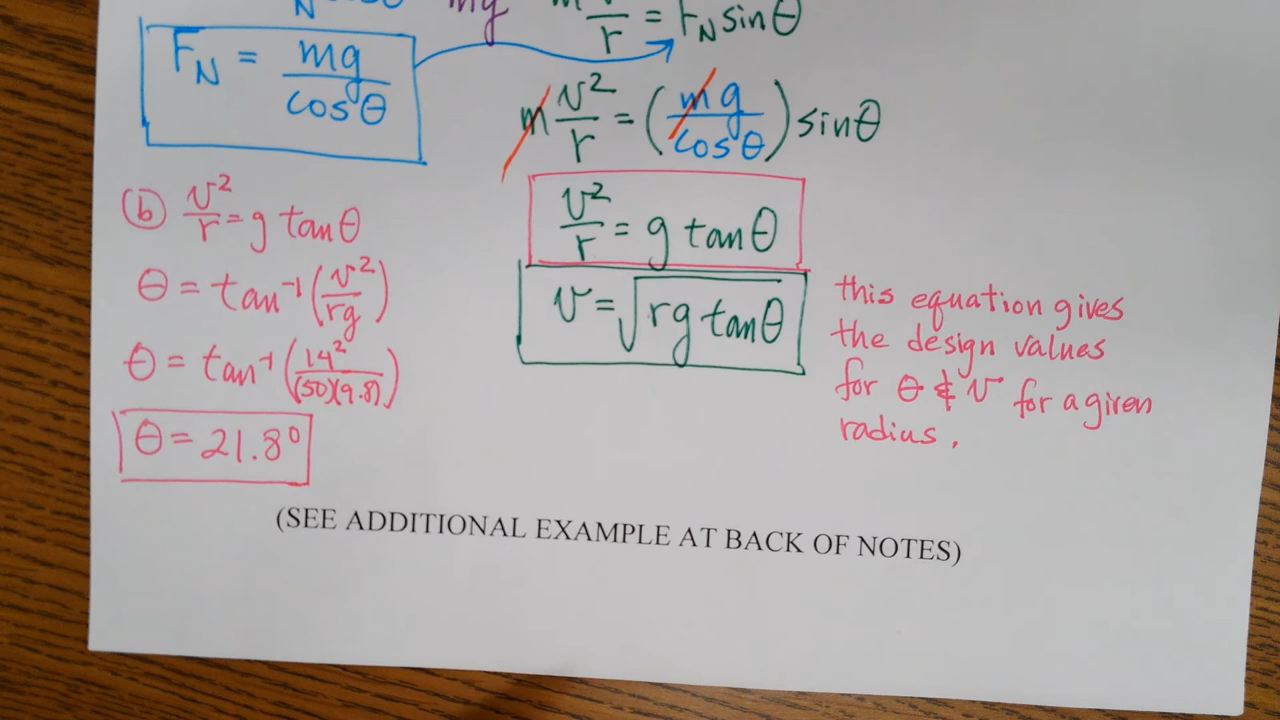 mg
r = F_N sinθ
F_N = mg/cosθ
m v²/r = (mg/cosθ) sinθ
v²/r = g tanθ
v = √(rg tanθ)
this equation gives
the design values
for θ & v for a given
radius.
(b) v²/r = g tanθ
θ = tan⁻¹(v²/rg)
θ = tan⁻¹(14²/(50)(9.8))
θ = 21.8°
(SEE ADDITIONAL EXAMPLE AT BACK OF NOTES)